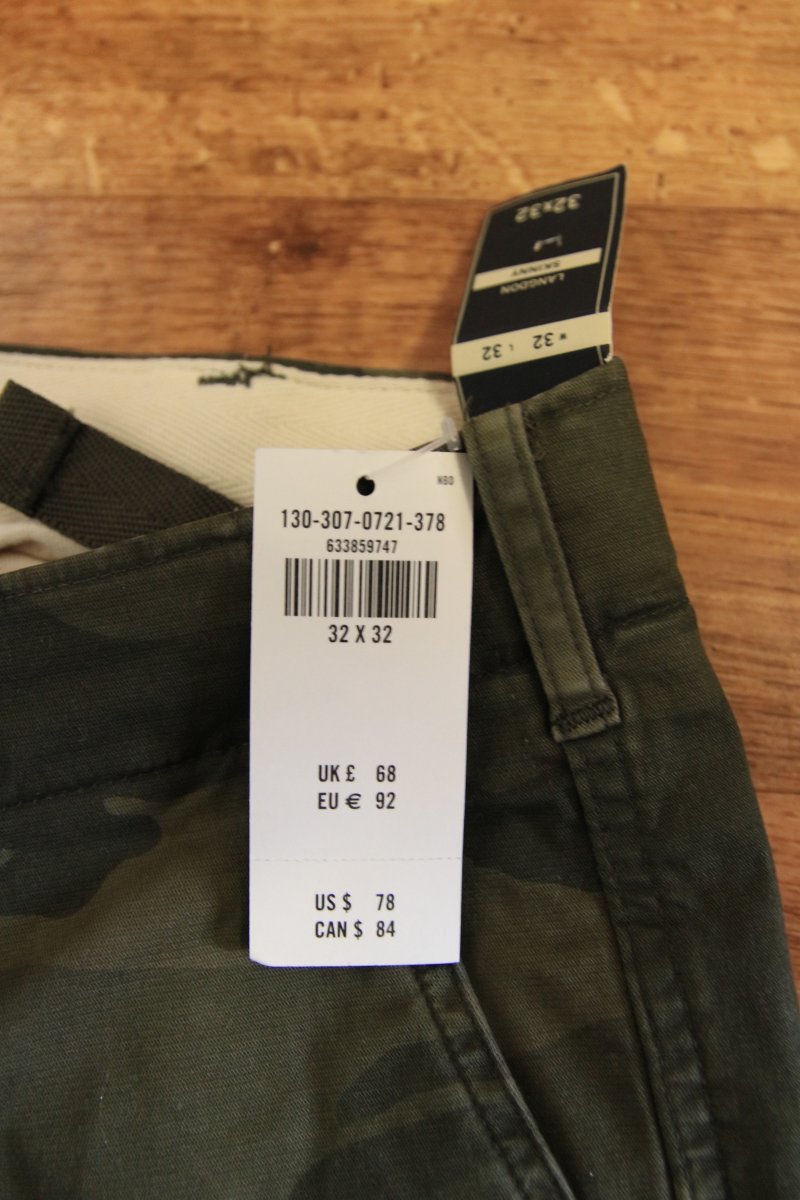 32x32
SKINNY
LANGDON
W 32 L 32
N60
130-307-0721-378
633859747
32 X 32
UK £ 68
EU € 92
US $ 78
CAN $ 84